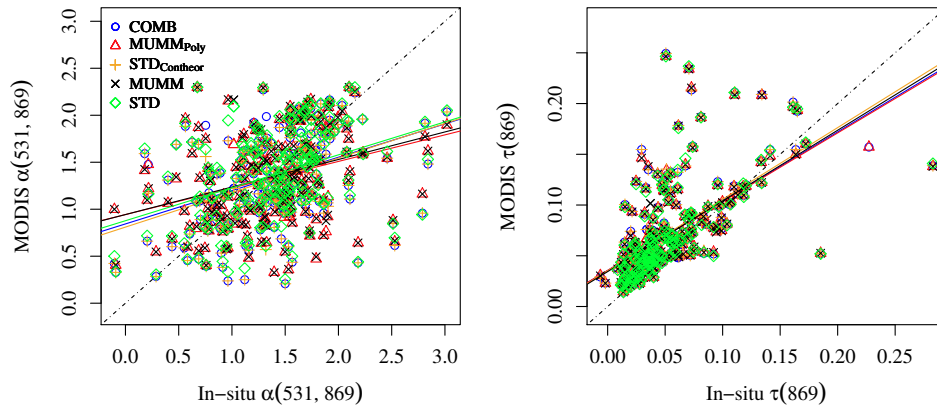 COMB
MUMMPoly
STDContheor
MUMM
STD
3.0
2.5
2.0
1.5
1.0
0.5
0.0
MODIS α(531, 869)
0.0 0.5 1.0 1.5 2.0 2.5 3.0
In−situ α(531, 869)
0.20
0.10
0.00
MODIS τ(869)
0.00 0.05 0.10 0.15 0.20 0.25
In−situ τ(869)